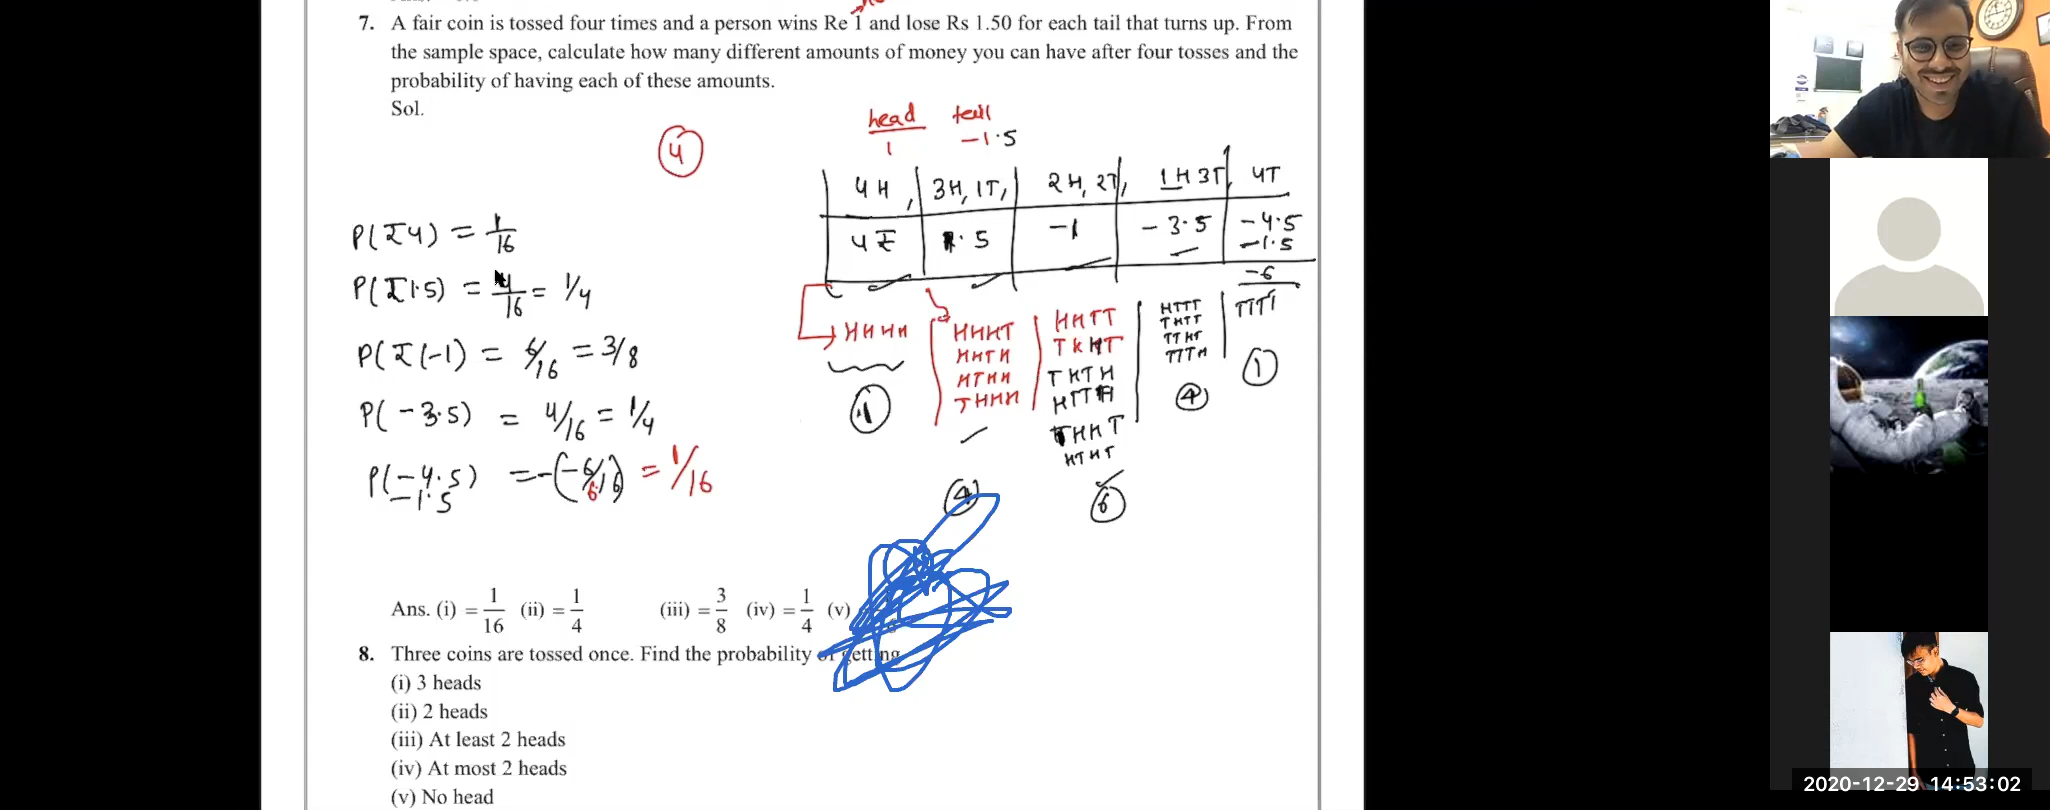 7. A fair coin is tossed four times and a person wins Re 1 and lose Rs 1.50 for each tail that turns up. From
the sample space, calculate how many different amounts of money you can have after four tosses and the
probability of having each of these amounts.
Sol.
head tail
1 -1.5
4
4H, 3H, 1T, 2H, 2T, 1H 3T, 4T
4₹ 1.5 -1 -3.5 -4.5
-1.5
-6
HHHH
HHHT
HHTH
HTHH
THHH
HHTT
THTH
HTTH
THHT
HTHT
HTTT
THTT
TTHT
TTTH
TTTT
1
4
6
4
1
P(₹4) = 1/16
P(₹1.5) = 4/16 = 1/4
P(₹(-1) = 6/16 = 3/8
P(-3.5) = 4/16 = 1/4
P(-4.5) = = 1/16
-1.5
Ans. (i) = 1/16 (ii) = 1/4 (iii) = 3/8 (iv) = 1/4 (v)
8. Three coins are tossed once. Find the probability of getting
(i) 3 heads
(ii) 2 heads
(iii) At least 2 heads
(iv) At most 2 heads
(v) No head
2020-12-29 14:53:02